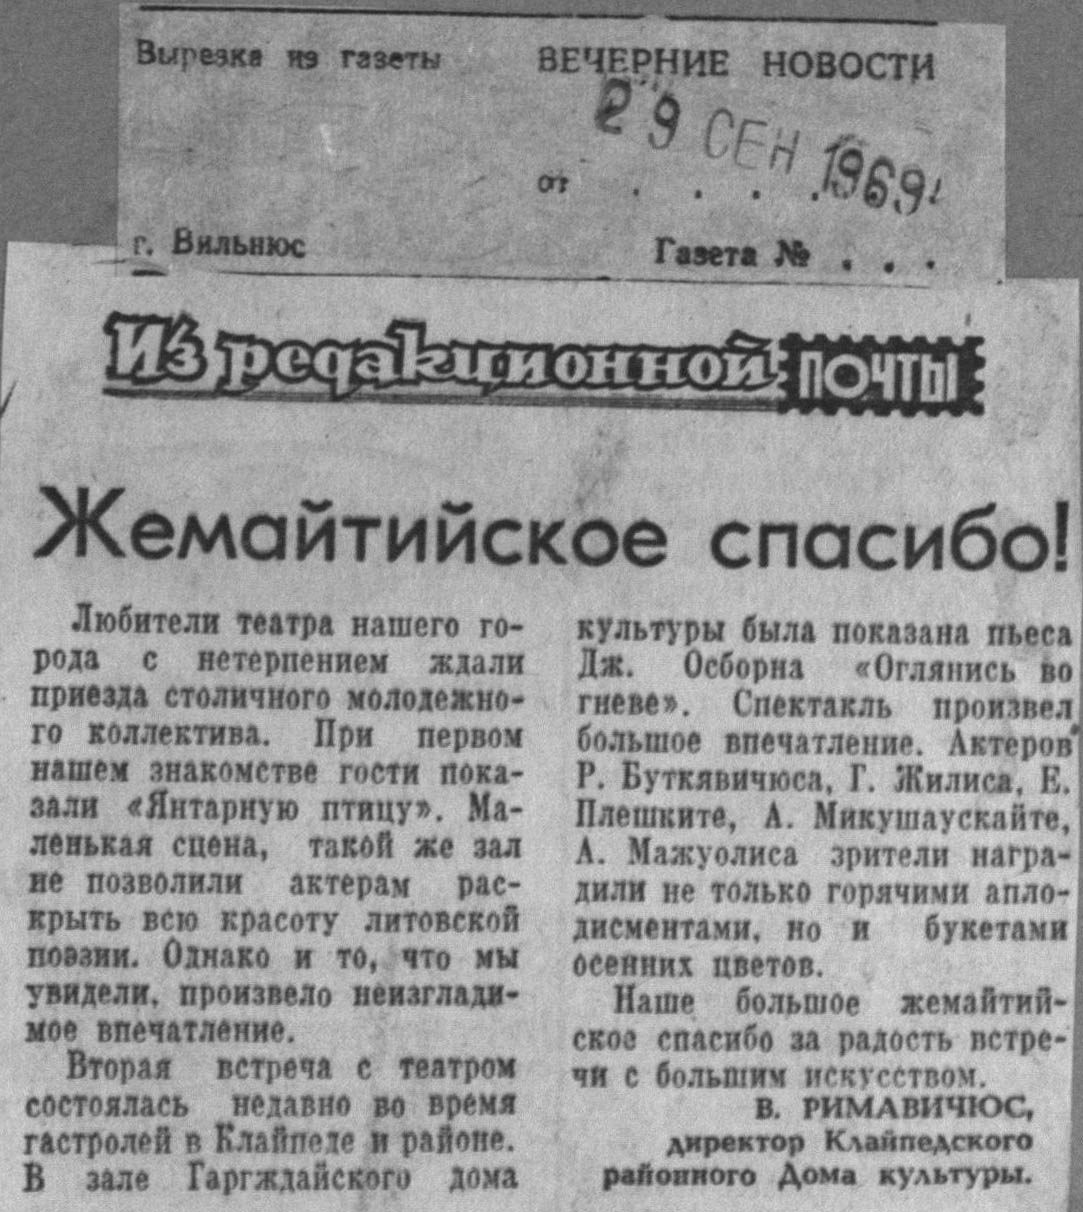 Вырезка из газеты ВЕЧЕРНИЕ НОВОСТИ
29 СЕН 1969
от . . . .
г. Вильнюс Газета № . . .
Из редакционной ПОЧТЫ
Жемайтийское спасибо!
Любители театра нашего го-
рода с нетерпением ждали
приезда столичного молодежно-
го коллектива. При первом
нашем знакомстве гости пока-
зали «Янтарную птицу». Ма-
ленькая сцена, такой же зал
не позволили актерам рас-
крыть всю красоту литовской
поэзии. Однако и то, что мы
увидели, произвело неизглади-
мое впечатление.
Вторая встреча с театром
состоялась недавно во время
гастролей в Клайпеде и районе.
В зале Гаргждайского дома
культуры была показана пьеса
Дж. Осборна «Оглянись во
гневе». Спектакль произвел
большое впечатление. Актеров
Р. Буткявичюса, Г. Жилиса, Е.
Плешките, А. Микушаускайте,
А. Мажуолиса зрители награ-
дили не только горячими апло-
дисментами, но и букетами
осенних цветов.
Наше большое жемайтий-
ское спасибо за радость встре-
чи с большим искусством.
В. РИМАВИЧЮС,
директор Клайпедского
районного Дома культуры.